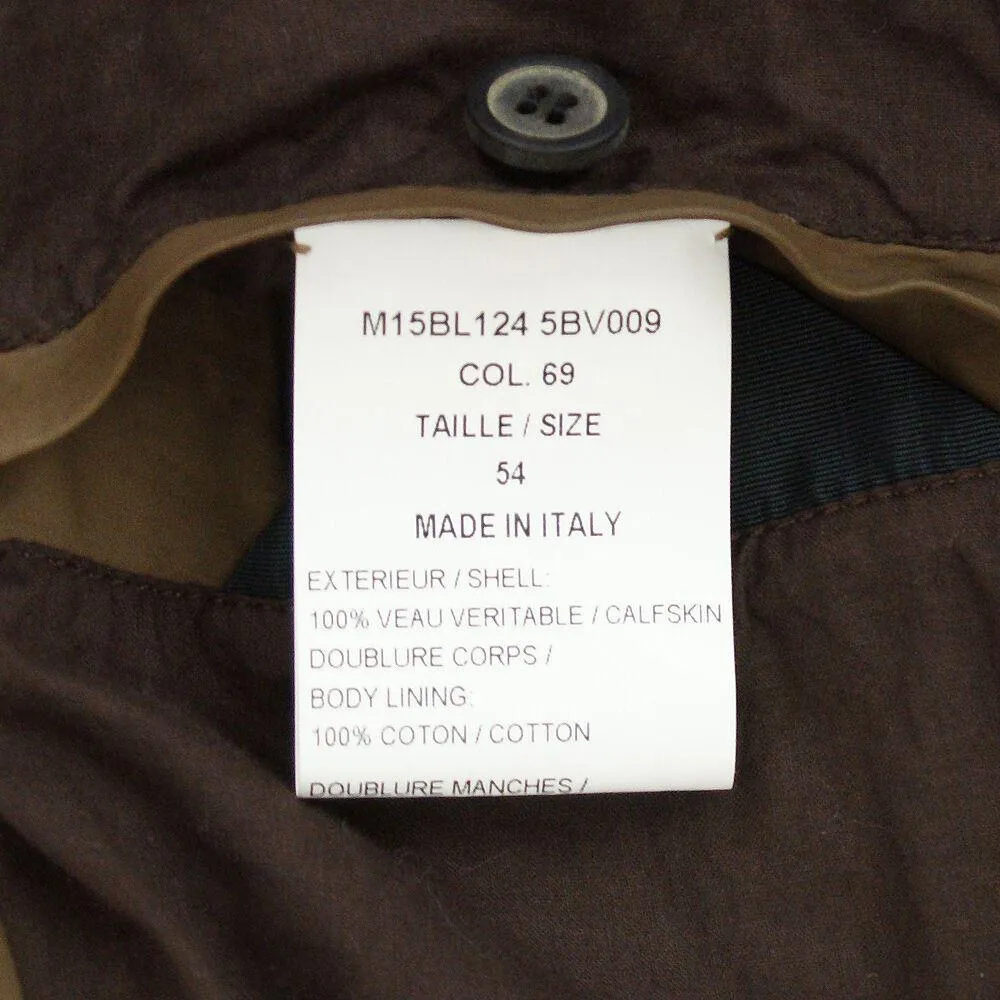 M15BL124 5BV009
COL. 69
TAILLE / SIZE
54
MADE IN ITALY
EXTERIEUR / SHELL:
100% VEAU VERITABLE / CALFSKIN
DOUBLURE CORPS /
BODY LINING:
100% COTON / COTTON
DOUBLURE MANCHES /